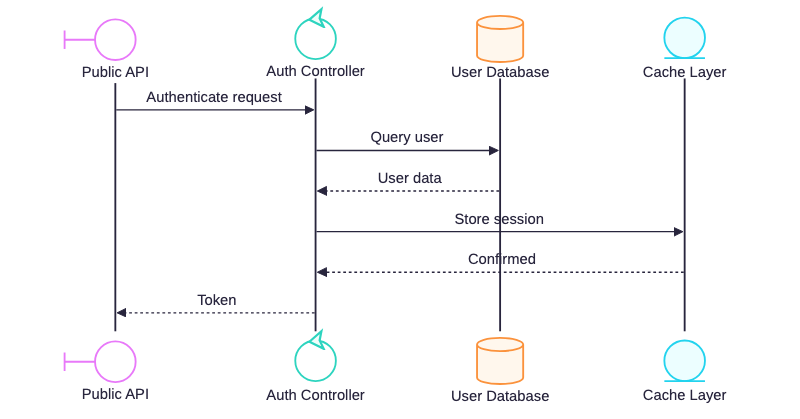 Public API
Auth Controller
User Database
Cache Layer
Authenticate request
Query user
User data
Store session
Confirmed
Token
Public API
Auth Controller
User Database
Cache Layer